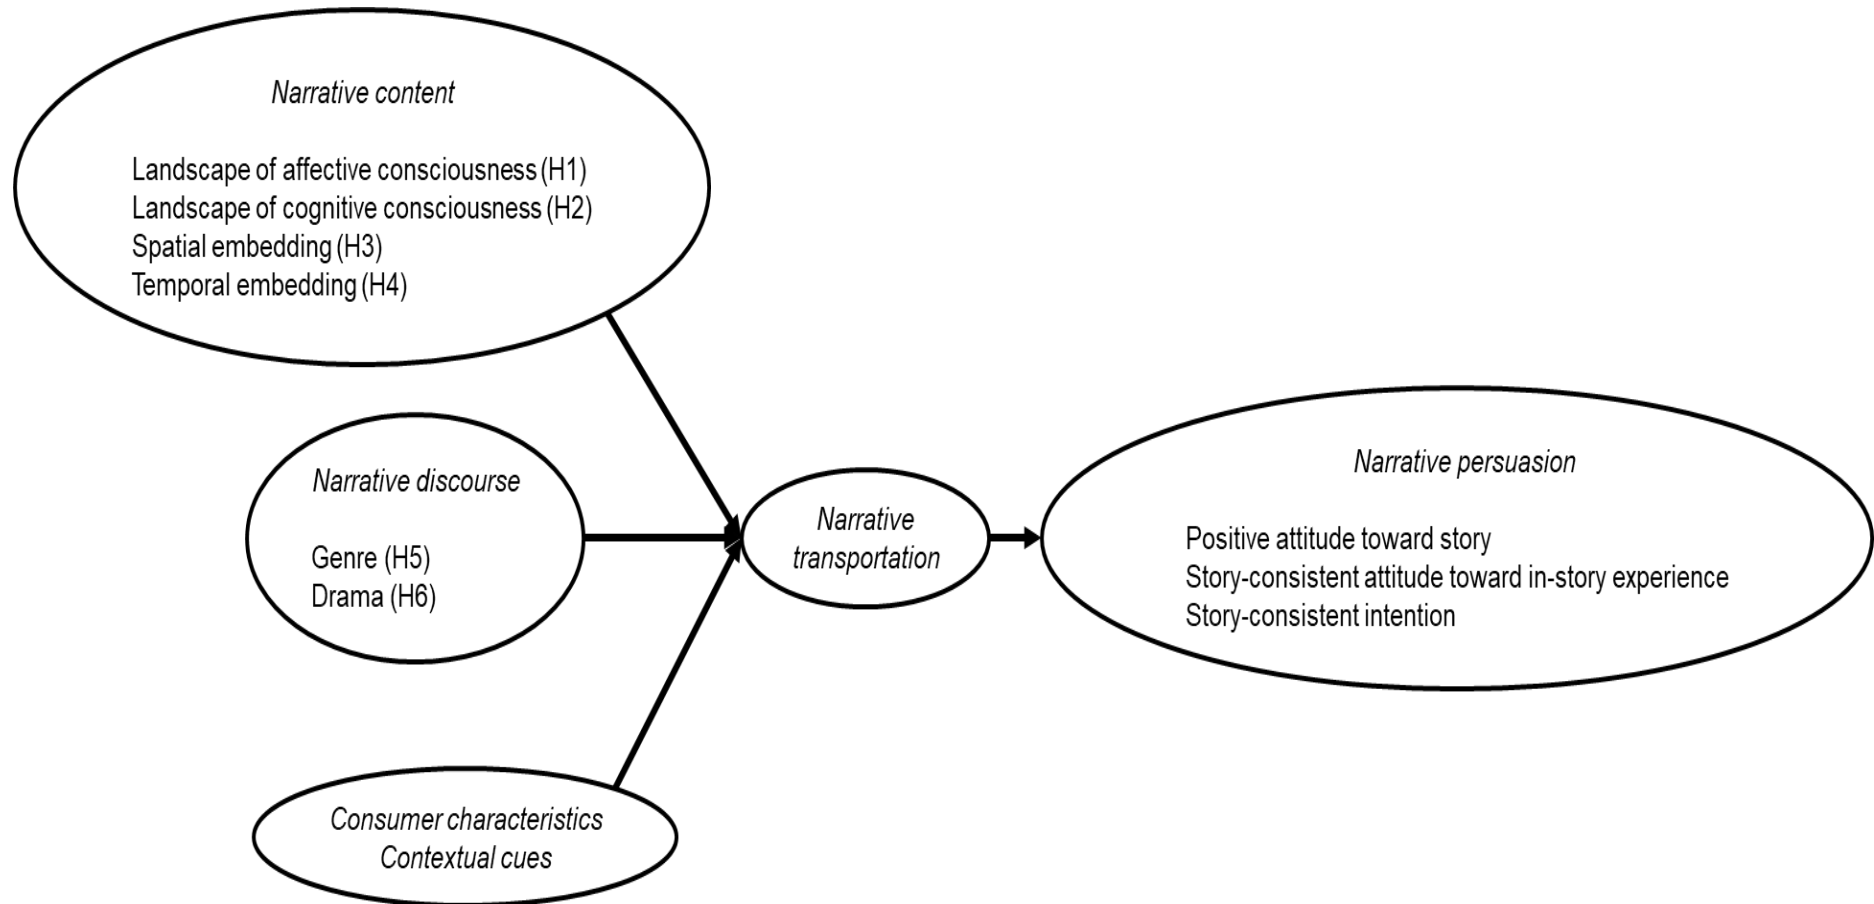 Narrative content
Landscape of affective consciousness (H1)
Landscape of cognitive consciousness (H2)
Spatial embedding (H3)
Temporal embedding (H4)
Narrative discourse
Genre (H5)
Drama (H6)
Consumer characteristics
Contextual cues
Narrative
transportation
Narrative persuasion
Positive attitude toward story
Story-consistent attitude toward in-story experience
Story-consistent intention